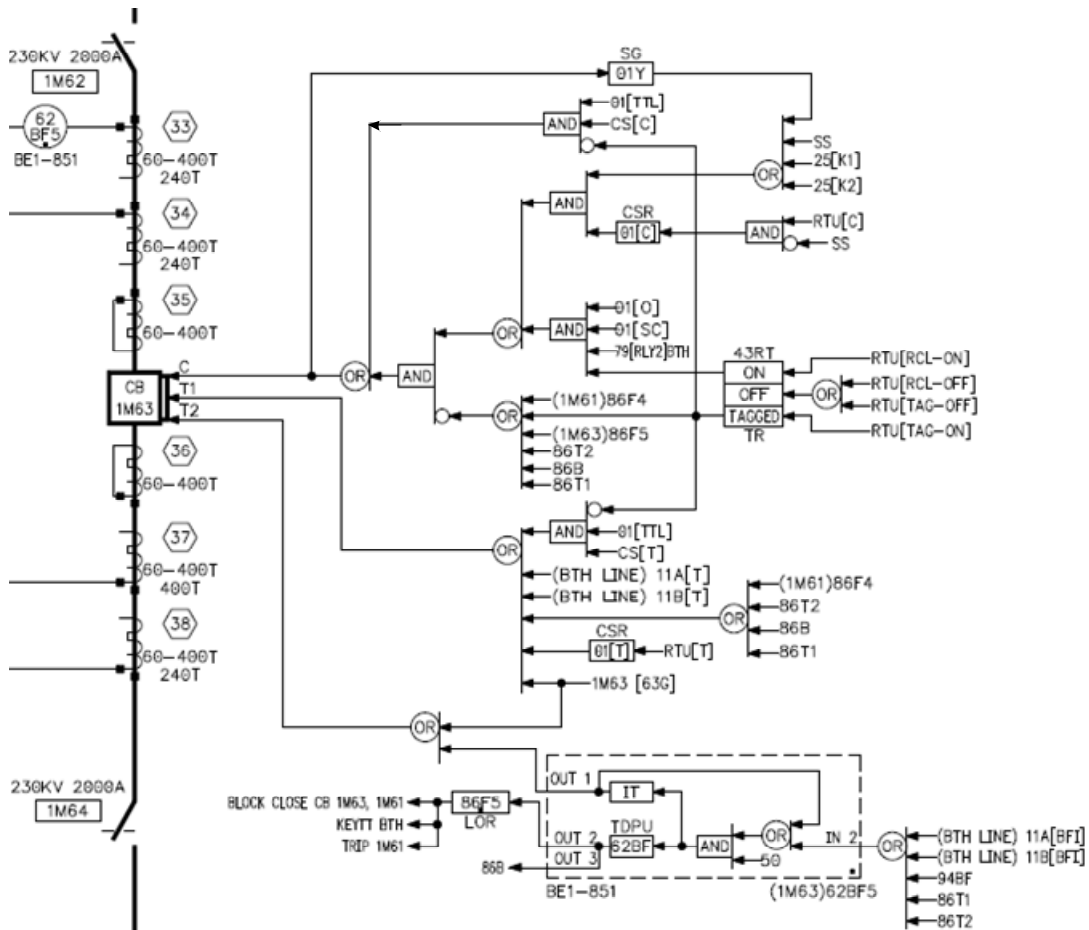 230KV 2000A
1M62
62
BF5
BE1-851
33
60-400T
240T
34
60-400T
240T
35
60-400T
CB
1M63
C
T1
T2
36
60-400T
37
60-400T
400T
38
60-400T
240T
230KV 2000A
1M64
SG
01Y
AND
01[TTL]
CS[C]
OR
SS
25[K1]
25[K2]
AND
CSR
01[C]
AND
RTU[C]
SS
OR
AND
01[O]
01[SC]
79[RLY2]BTH
OR
AND
43RT
ON
OFF
TAGGED
TR
RTU[RCL-ON]
OR
RTU[RCL-OFF]
RTU[TAG-OFF]
RTU[TAG-ON]
OR
(1M61)86F4
(1M63)86F5
86T2
86B
86T1
OR
AND
01[TTL]
CS[T]
(BTH LINE) 11A[T]
(BTH LINE) 11B[T]
OR
(1M61)86F4
86T2
86B
86T1
CSR
01[T]
RTU[T]
1M63 [63G]
OR
BLOCK CLOSE CB 1M63, 1M61
KEYTT BTH
TRIP 1M61
86F5
LOR
86B
OUT 1
IT
OUT 2
TDPU
62BF
OUT 3
AND
OR
50
IN 2
BE1-851
(1M63)62BF5
OR
(BTH LINE) 11A[BFI]
(BTH LINE) 11B[BFI]
94BF
86T1
86T2